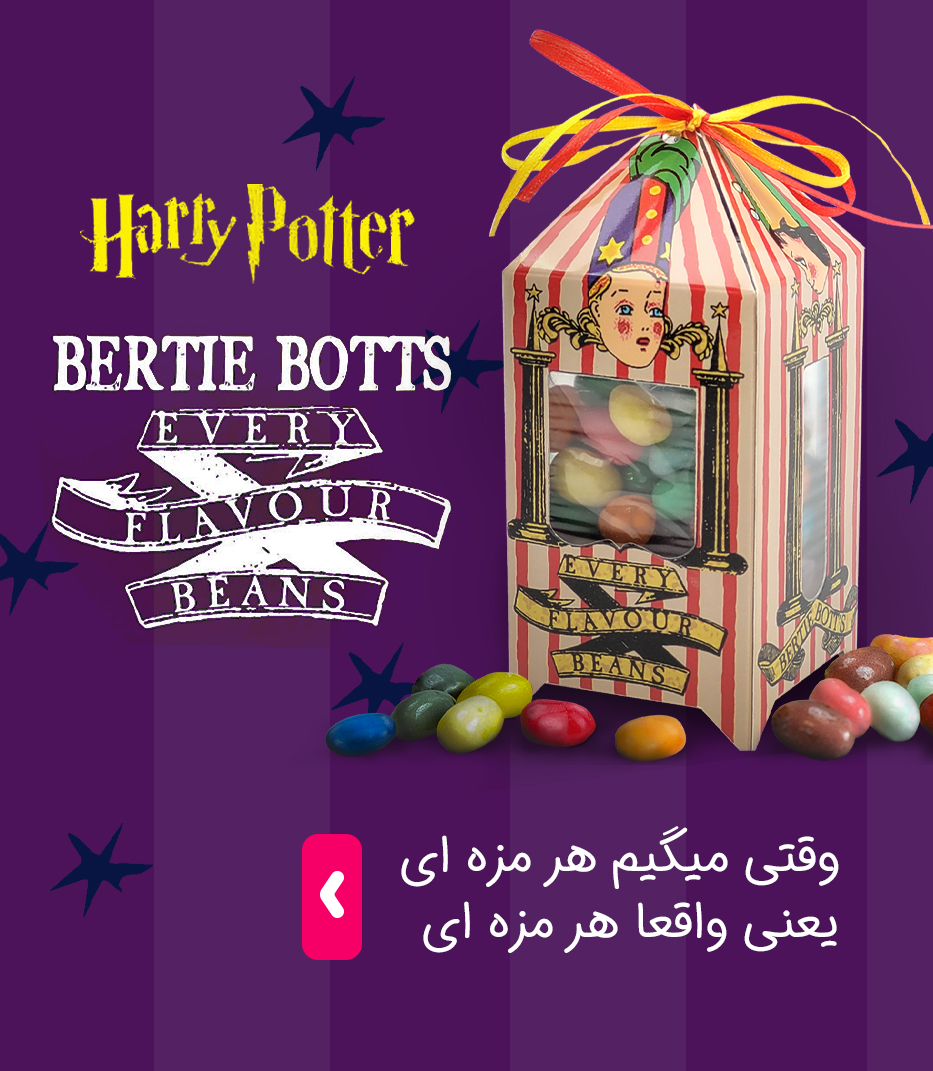 Harry Potter
BERTIE BOTTS
EVERY
FLAVOUR
BEANS
EVERY
FLAVOUR
BEANS
BERTIE BOTTS
وقتی میگیم هر مزه ای
یعنی واقعا هر مزه ای